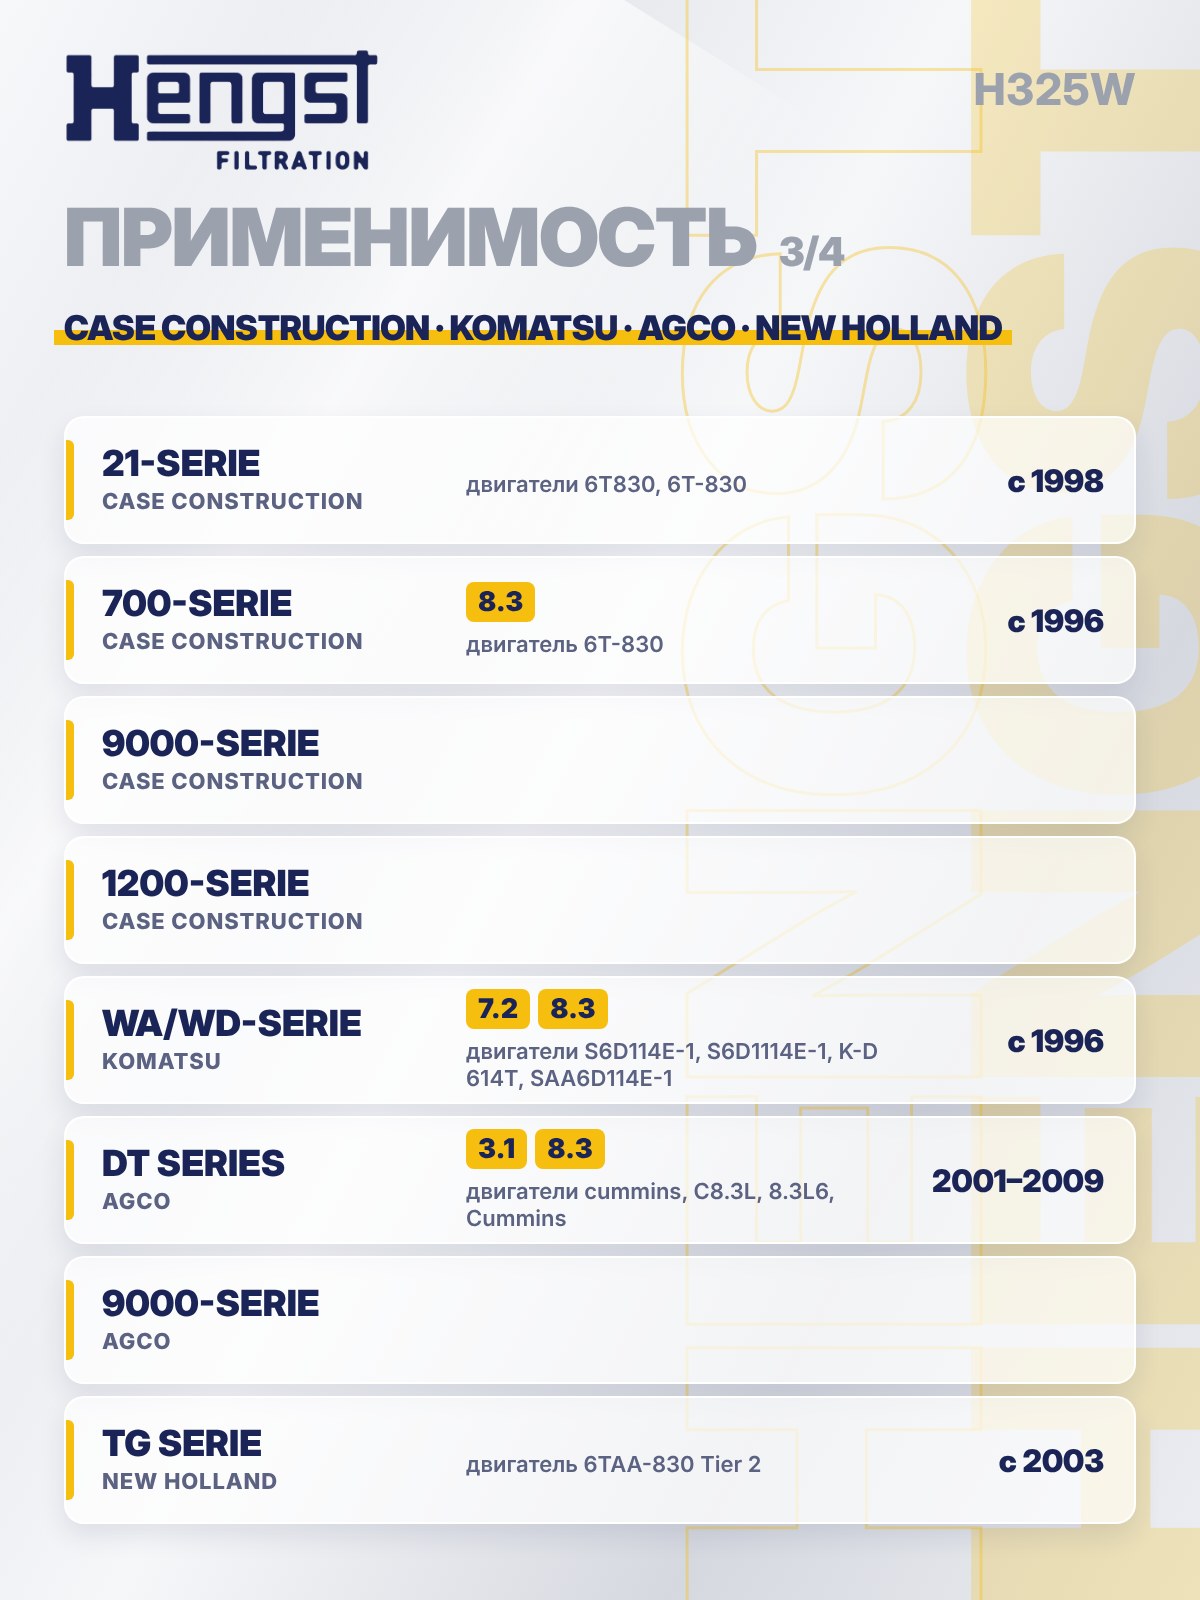 Hengst
FILTRATION
H325W
ПРИМЕНИМОСТЬ 3/4
CASE CONSTRUCTION · KOMATSU · AGCO · NEW HOLLAND
21-SERIE
CASE CONSTRUCTION
двигатели 6T830, 6T-830
с 1998
700-SERIE
CASE CONSTRUCTION
8.3
двигатель 6T-830
с 1996
9000-SERIE
CASE CONSTRUCTION
1200-SERIE
CASE CONSTRUCTION
WA/WD-SERIE
KOMATSU
7.2 8.3
двигатели S6D114E-1, S6D1114E-1, K-D
614T, SAA6D114E-1
с 1996
DT SERIES
AGCO
3.1 8.3
двигатели cummins, C8.3L, 8.3L6,
Cummins
2001–2009
9000-SERIE
AGCO
TG SERIE
NEW HOLLAND
двигатель 6TAA-830 Tier 2
с 2003
HENGST
HENGST